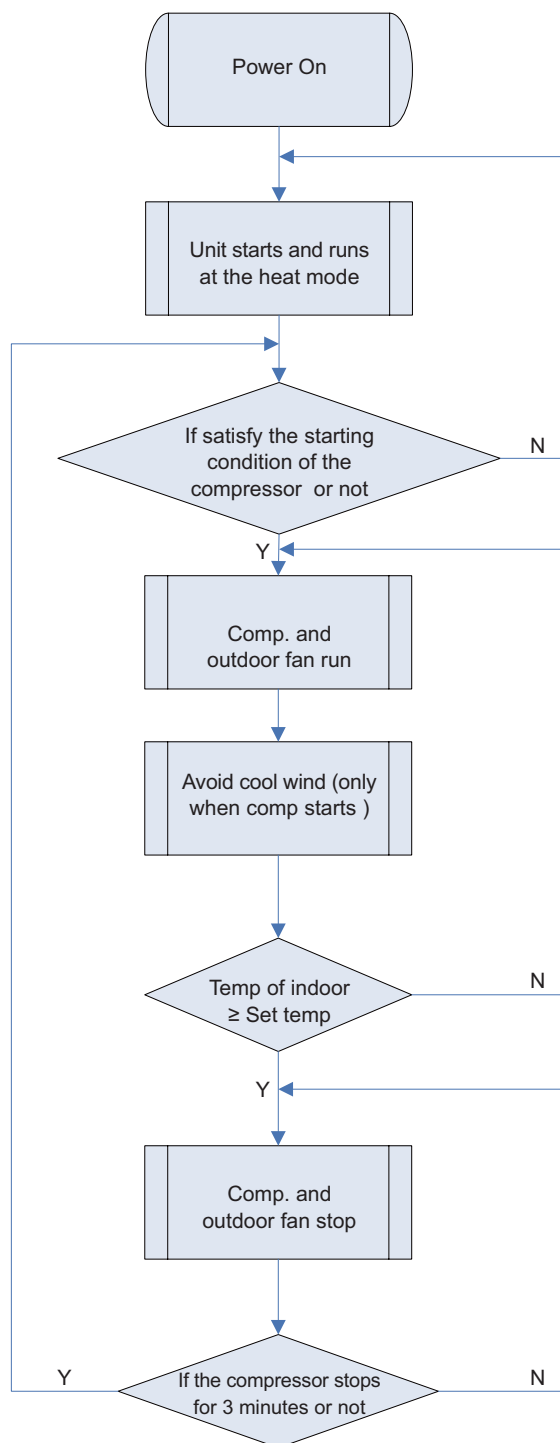 Power On
Unit starts and runs
at the heat mode
If satisfy the starting
condition of the
compressor or not
N
Y
Comp. and
outdoor fan run
Avoid cool wind (only
when comp starts )
Temp of indoor
≥ Set temp
N
Y
Comp. and
outdoor fan stop
Y
If the compressor stops
for 3 minutes or not
N